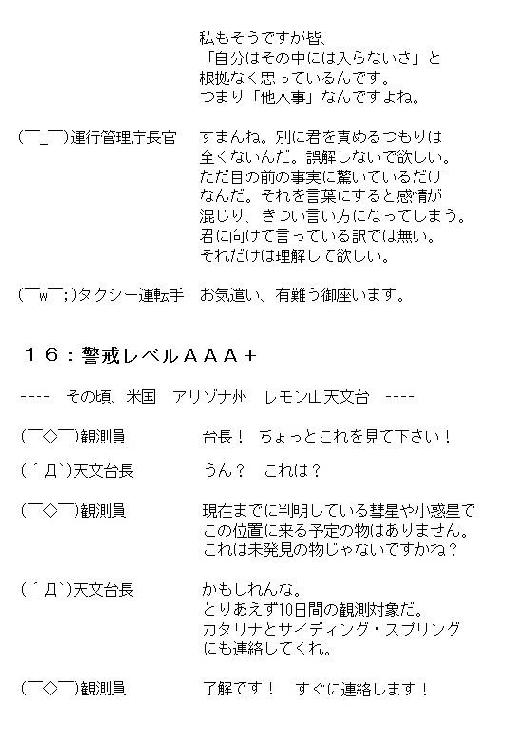 私もそうですが皆、
「自分はその中には入らないさ」と
根拠なく思っているんです。
つまり「他人事」なんですよね。
(￣_￣)運行管理庁長官　すまんね。別に君を責めるつもりは
全くないんだ。誤解しないで欲しい。
ただ目の前の事実に驚いているだけ
なんだ。それを言葉にすると感情が
混じり、きつい言い方になってしまう。
君に向けて言っている訳では無い。
それだけは理解して欲しい。
(￣w￣;)タクシー運転手　お気遣い、有難う御座います。
１６：警戒レベルＡＡＡ＋
----　その頃、米国　アリゾナ州　レモン山天文台　----
(￣◇￣)観測員　台長！ ちょっとこれを見て下さい！
(´Д`)天文台長　うん？　これは？
(￣◇￣)観測員　現在までに判明している彗星や小惑星で
この位置に来る予定の物はありません。
これは未発見の物じゃないですかね？
(´Д`)天文台長　かもしれんな。
とりあえず10日間の観測対象だ。
カタリナとサイディング・スプリング
にも連絡してくれ。
(￣◇￣)観測員　了解です！　すぐに連絡します！